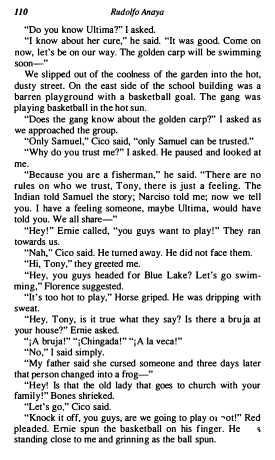 110 Rudolfo Anaya
"Do you know Ultima?" I asked.
"I know about her cure," he said. "It was good. Come on
now, let's be on our way. The golden carp will be swimming
soon—"
We slipped out of the coolness of the garden into the hot,
dusty street. On the east side of the school building was a
barren playground with a basketball goal. The gang was
playing basketball in the hot sun.
"Does the gang know about the golden carp?" I asked as
we approached the group.
"Only Samuel," Cico said, "only Samuel can be trusted."
"Why do you trust me?" I asked. He paused and looked at
me.
"Because you are a fisherman," he said. "There are no
rules on who we trust, Tony, there is just a feeling. The
Indian told Samuel the story; Narciso told me; now we tell
you. I have a feeling someone, maybe Ultima, would have
told you. We all share—"
"Hey!" Ernie called, "you guys want to play!" They ran
towards us.
"Nah," Cico said. He turned away. He did not face them.
"Hi, Tony," they greeted me.
"Hey, you guys headed for Blue Lake? Let's go swim-
ming," Florence suggested.
"It's too hot to play," Horse griped. He was dripping with
sweat.
"Hey, Tony, is it true what they say? Is there a bruja at
your house?" Ernie asked.
"¡A bruja!" "¡Chingada!" "¡A la veca!"
"No," I said simply.
"My father said she cursed someone and three days later
that person changed into a frog—"
"Hey! Is that the old lady that goes to church with your
family!" Bones shrieked.
"Let's go," Cico said.
"Knock it off, you guys, are we going to play or not!" Red
pleaded. Ernie spun the basketball on his finger. He
standing close to me and grinning as the ball spun.